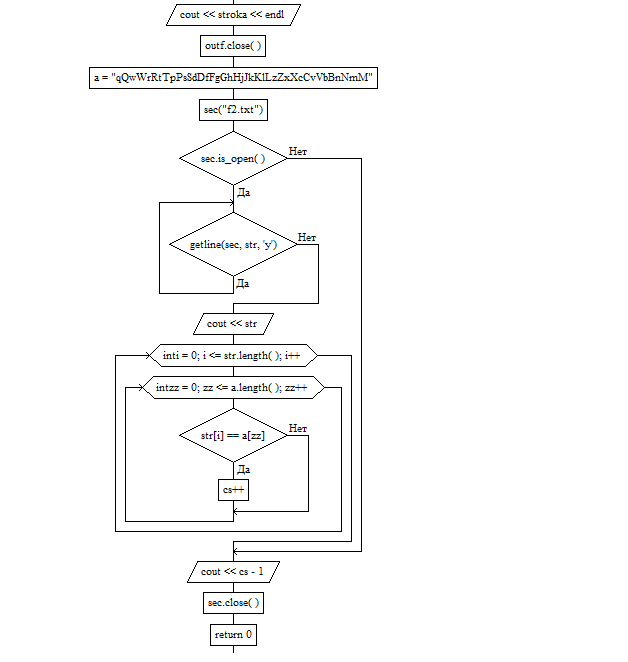 cout << stroka << endl
outf.close( )
a = "qQwWrRtTpPsSdDfFgGhHjJkKlLzZxXcCvVbBnNmM"
sec("f2.txt")
sec.is_open( )
Нет
Да
getline(sec, str, 'y')
Нет
Да
cout << str
inti = 0; i <= str.length( ); i++
intzz = 0; zz <= a.length( ); zz++
str[i] == a[zz]
Нет
Да
cs++
cout << cs - 1
sec.close( )
return 0